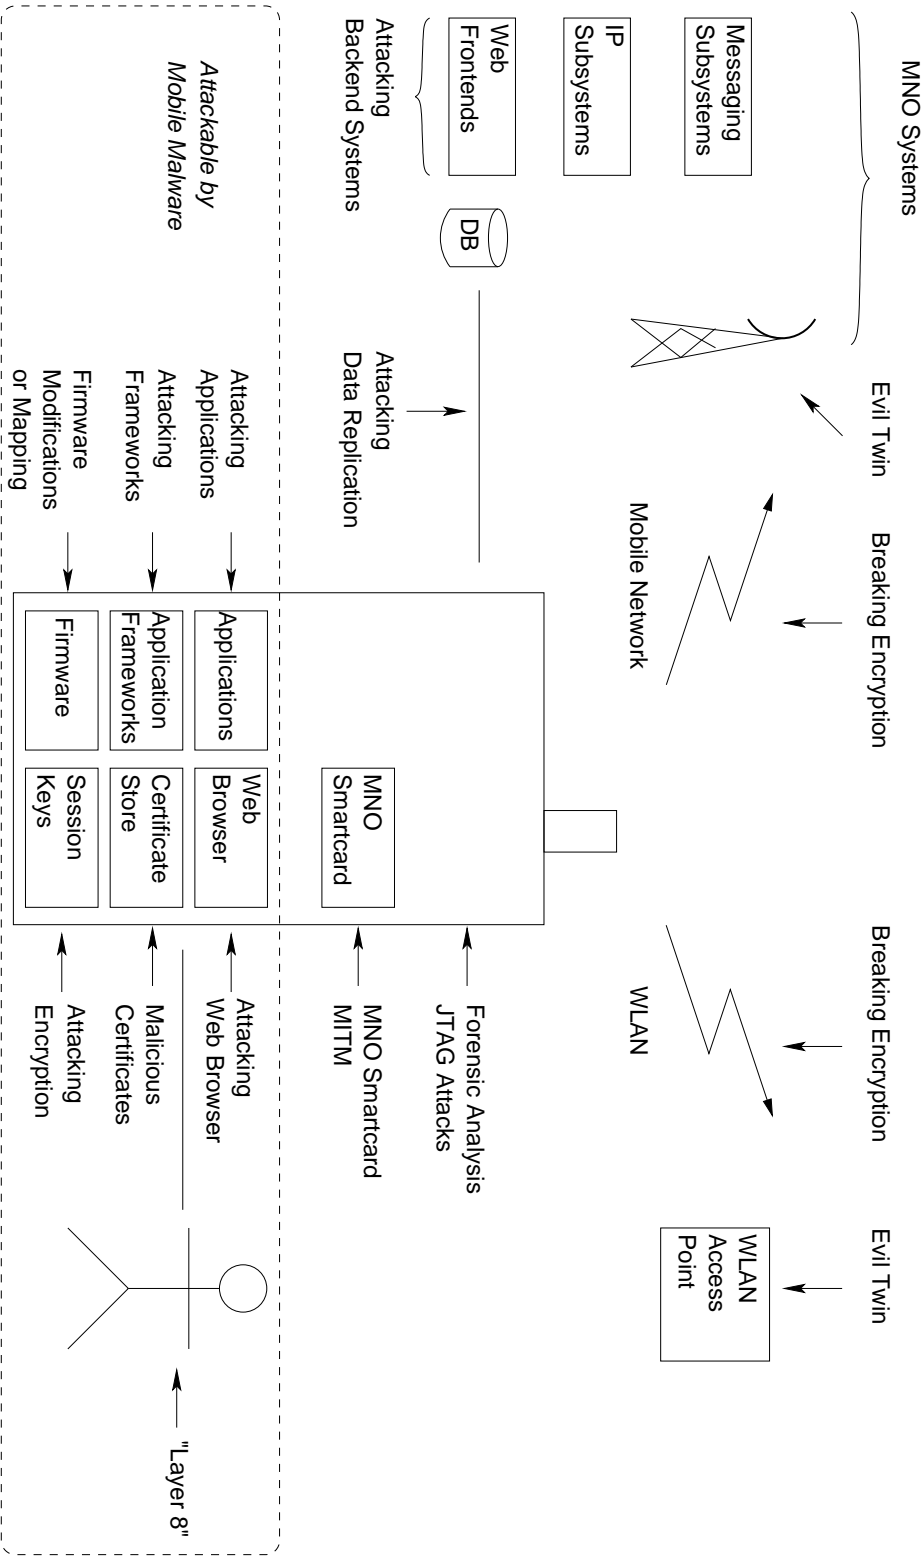 MNO Systems
Evil Twin
Breaking Encryption
Breaking Encryption
Evil Twin
Messaging
Subsystems
IP
Subsystems
Web
Frontends
Attacking
Backend Systems
DB
Attacking
Data Replication
Mobile Network
WLAN
WLAN
Access
Point
MNO
Smartcard
Forensic Analysis
JTAG Attacks
MNO Smartcard
MITM
Attackable by
Mobile Malware
Attacking
Applications
Attacking
Frameworks
Firmware
Modifications
or Mapping
Applications
Web
Browser
Application
Frameworks
Certificate
Store
Firmware
Session
Keys
Attacking
Web Browser
Malicious
Certificates
Attacking
Encryption
"Layer 8"